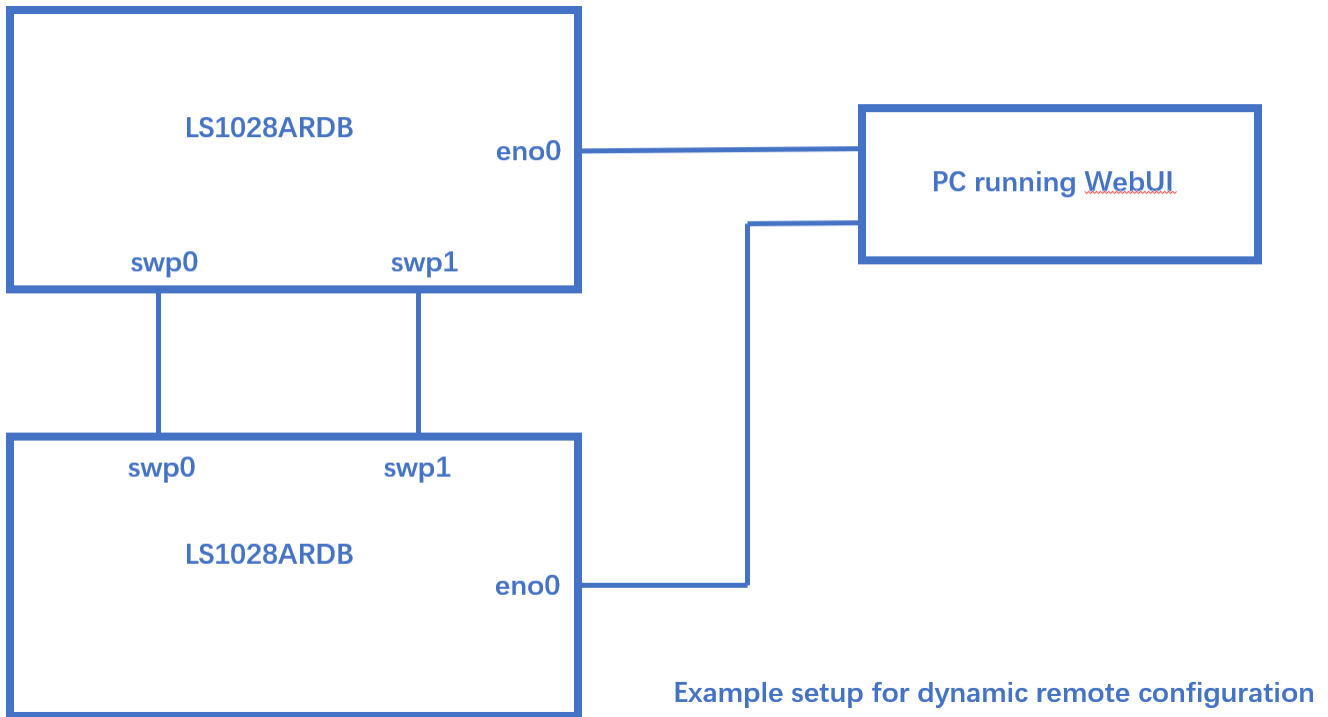 LS1028ARDB
eno0
PC running WebUI
swp0 swp1
swp0 swp1
LS1028ARDB
eno0
Example setup for dynamic remote configuration